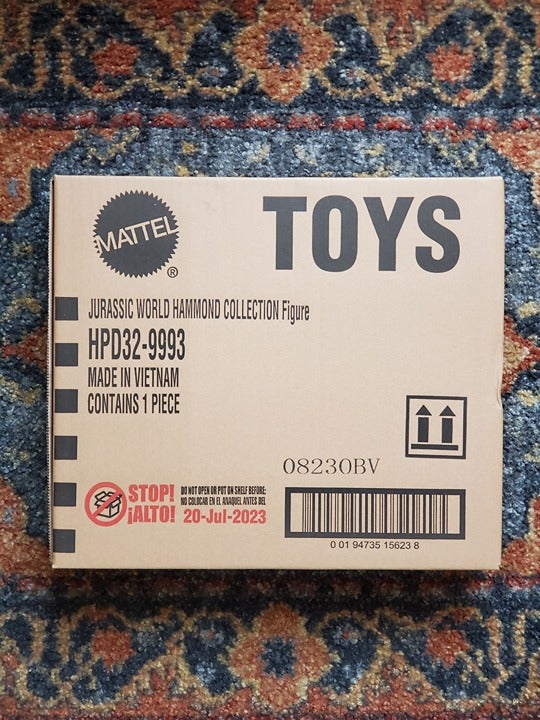 MATTEL
®
TOYS
JURASSIC WORLD HAMMOND COLLECTION Figure
HPD32-9993
MADE IN VIETNAM
CONTAINS 1 PIECE
0823OBV
STOP!
¡ALTO!
DO NOT OPEN OR PUT ON SHELF BEFORE:
NO COLOCAR EN EL ANAQUEL ANTES DEL
20-Jul-2023
0 01 94735 15623 8